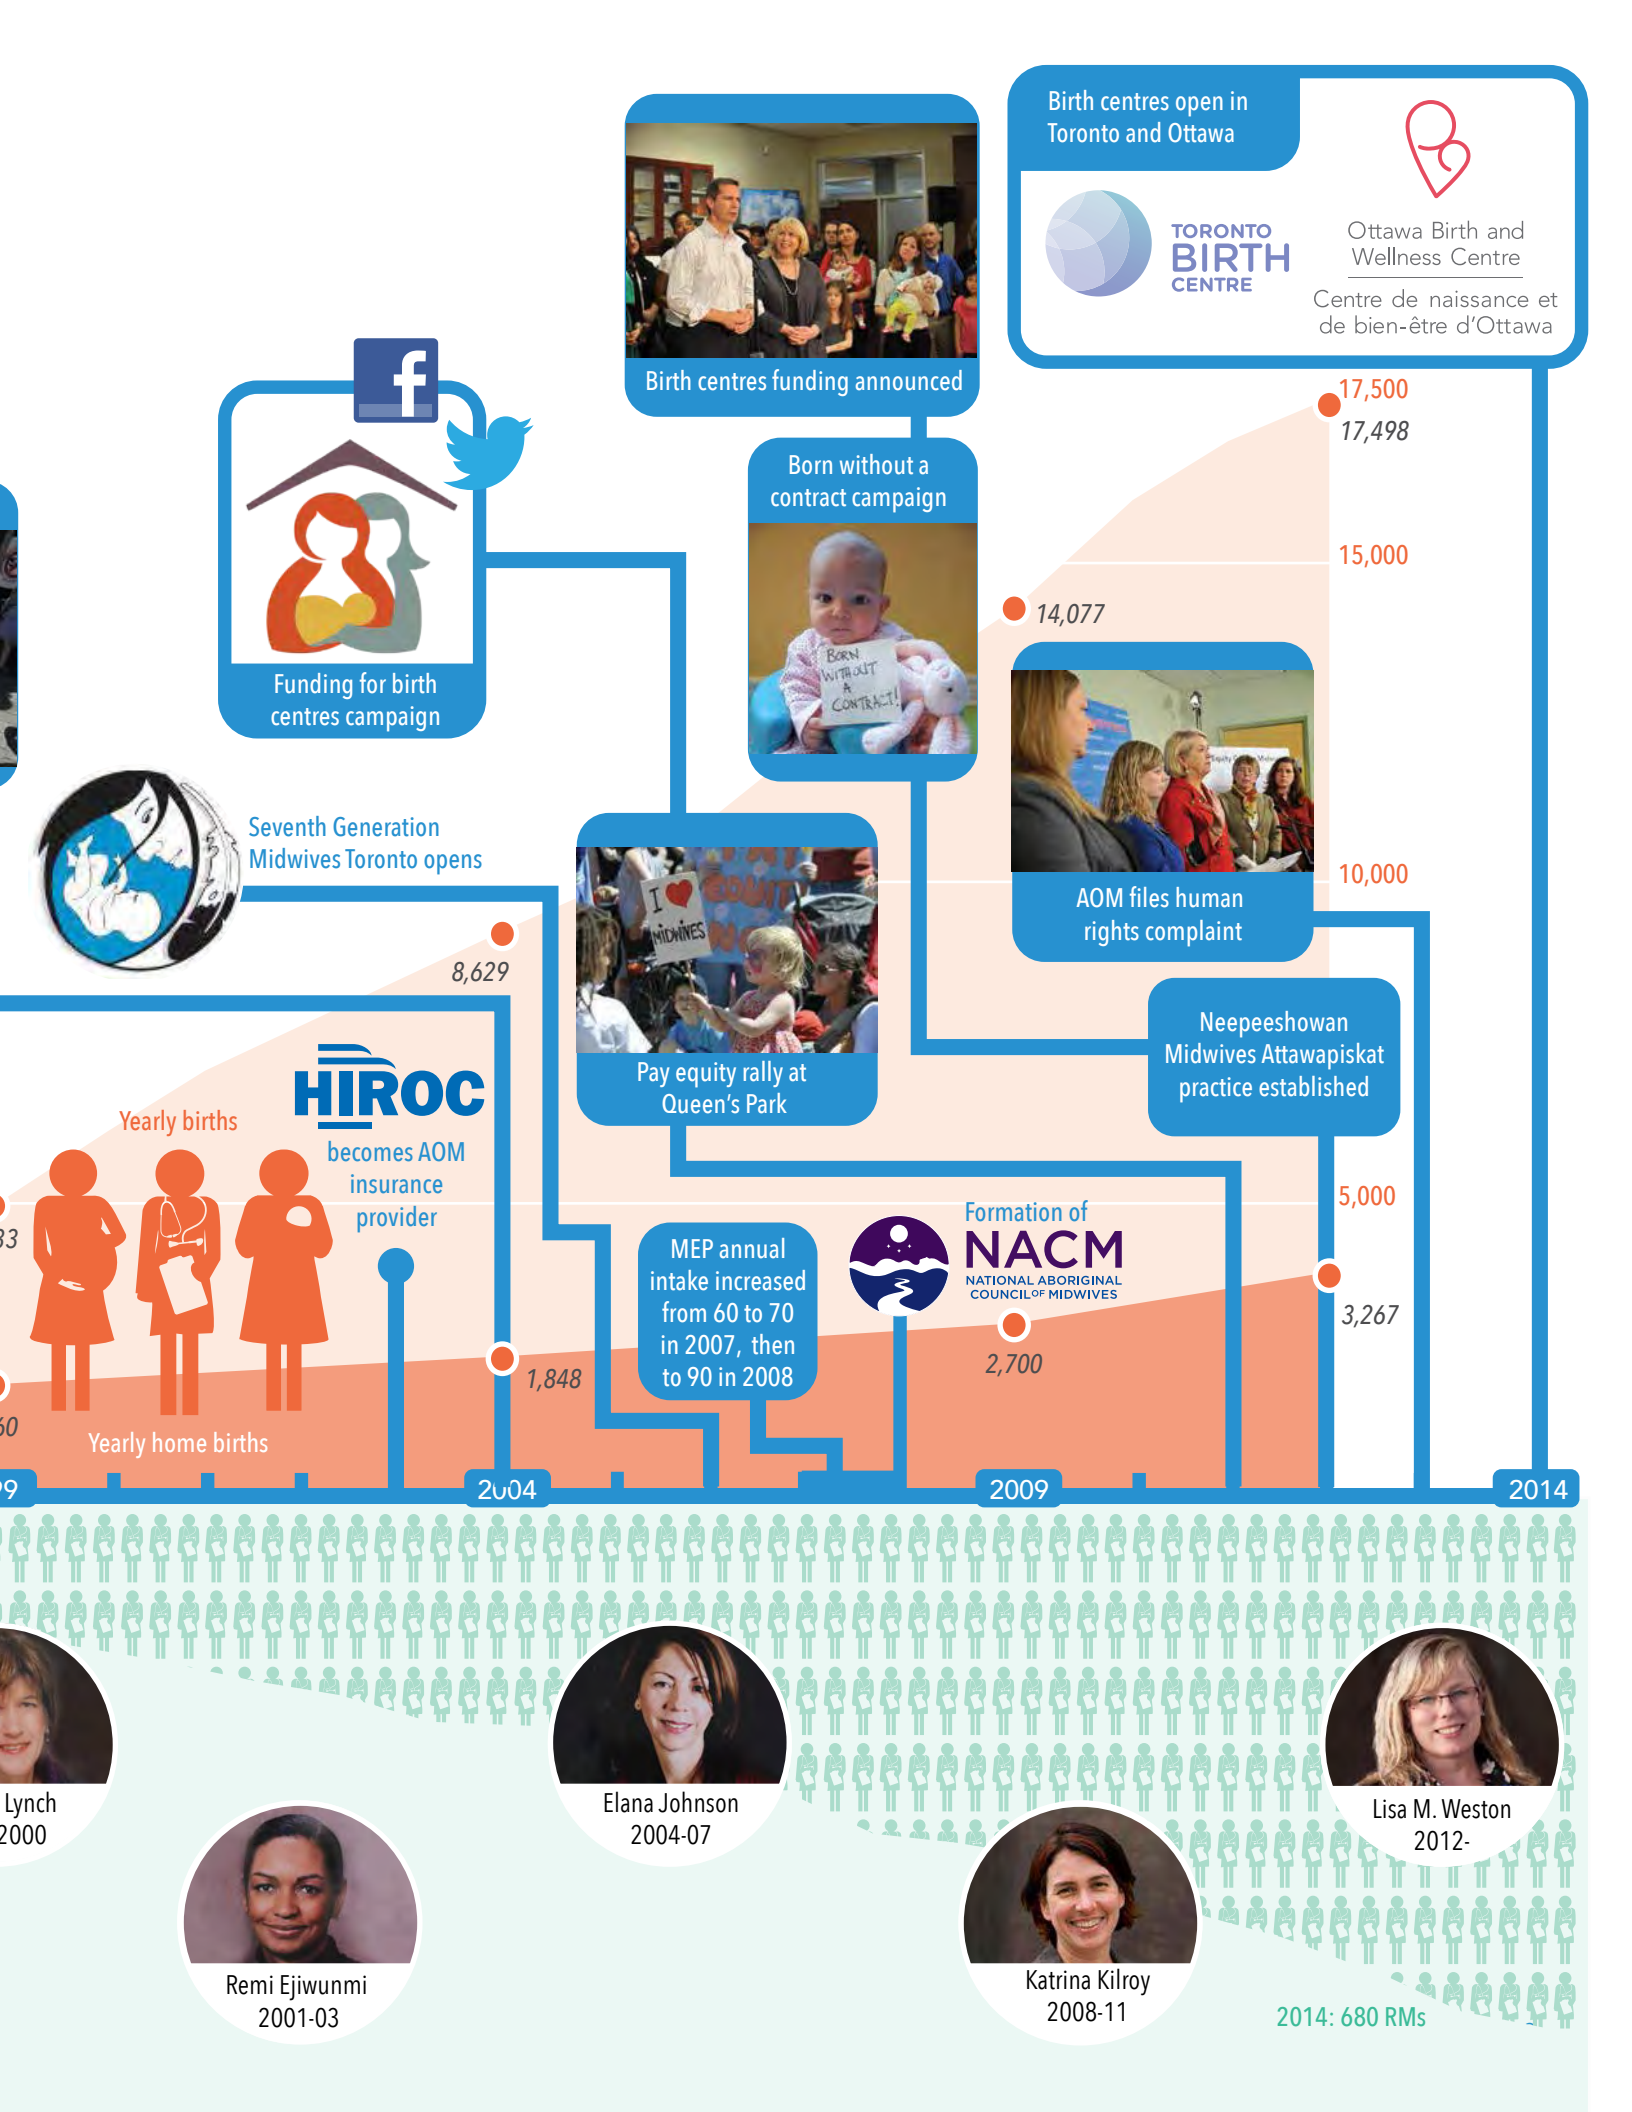 Birth centres open in
Toronto and Ottawa
TORONTO
BIRTH
CENTRE
Ottawa Birth and
Wellness Centre
Centre de naissance et
de bien-être d'Ottawa
Birth centres funding announced
f
Funding for birth
centres campaign
Born without a
contract campaign
BORN
WITHOUT
A
CONTRACT!
17,500
17,498
15,000
14,077
AOM files human
rights complaint
10,000
Seventh Generation
Midwives Toronto opens
8,629
I
MIDWIVES
Pay equity rally at
Queen's Park
Neepeeshowan
Midwives Attawapiskat
practice established
HIROC
becomes AOM
insurance
provider
Yearly births
5,000
33
MEP annual
intake increased
from 60 to 70
in 2007, then
to 90 in 2008
Formation of
NACM
NATIONAL ABORIGINAL
COUNCIL OF MIDWIVES
3,267
2,700
1,848
60
Yearly home births
99
2004
2009
2014
Lynch
2000
Remi Ejiwunmi
2001-03
Elana Johnson
2004-07
Katrina Kilroy
2008-11
Lisa M. Weston
2012-
2014: 680 RMs